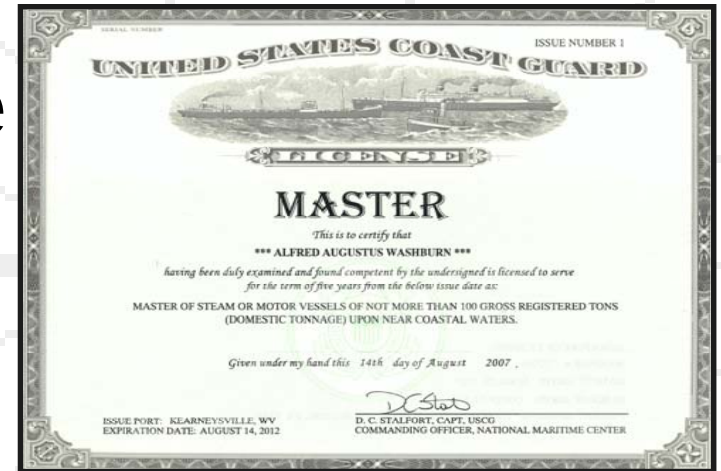 e
SERIAL NUMBER
ISSUE NUMBER 1
UNITED STATES COAST GUARD
LICENSE
MASTER
This is to certify that
*** ALFRED AUGUSTUS WASHBURN ***
having been duly examined and found competent by the undersigned is licensed to serve
for the term of five years from the below issue date as:
MASTER OF STEAM OR MOTOR VESSELS OF NOT MORE THAN 100 GROSS REGISTERED TONS
(DOMESTIC TONNAGE) UPON NEAR COASTAL WATERS.
Given under my hand this 14th day of August 2007 .
ISSUE PORT: KEARNEYSVILLE, WV
EXPIRATION DATE: AUGUST 14, 2012
D. C. STALFORT, CAPT, USCG
COMMANDING OFFICER, NATIONAL MARITIME CENTER